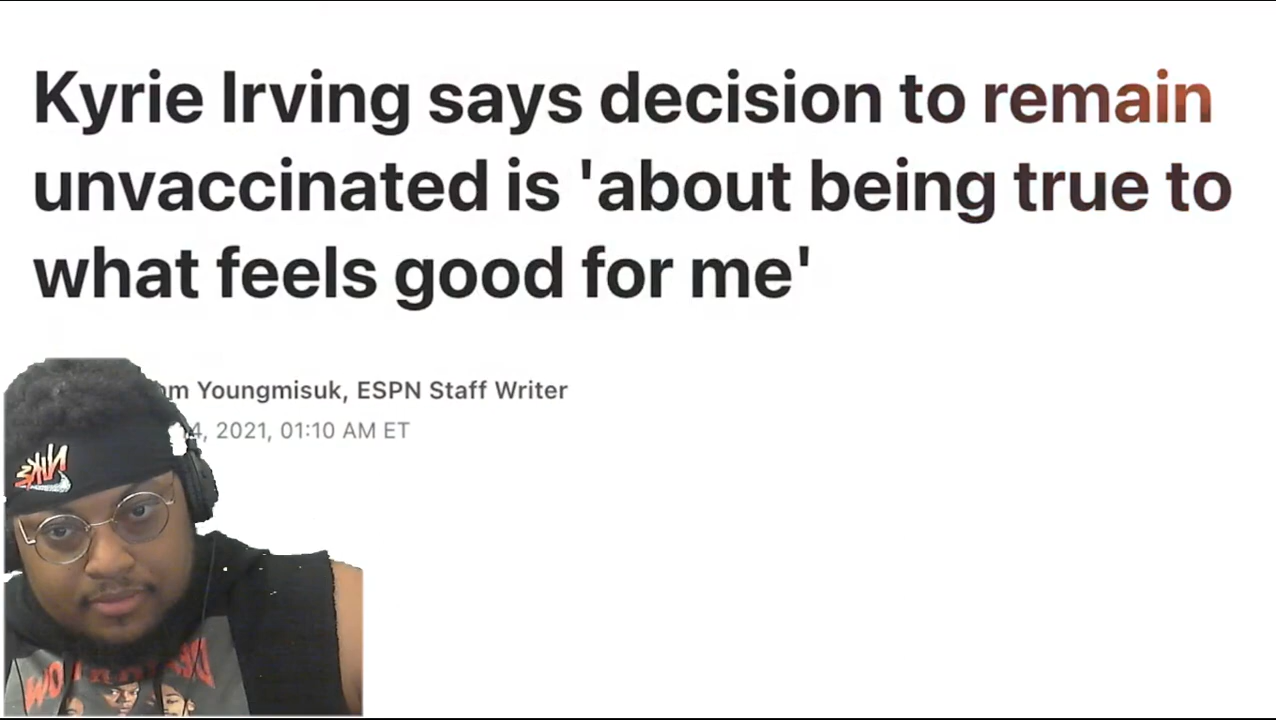 Kyrie Irving says decision to remain
unvaccinated is 'about being true to
what feels good for me'
Youngmisuk, ESPN Staff Writer
2021, 01:10 AM ET
NIKE